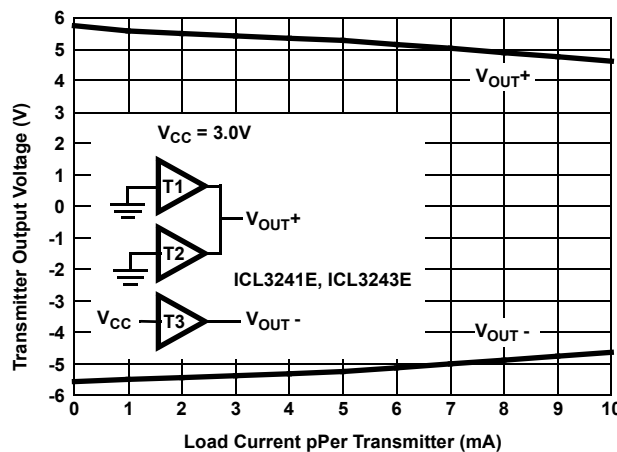 Transmitter Output Voltage (V)
6
5
4
3
2
1
0
-1
-2
-3
-4
-5
-6
VOUT+
VCC = 3.0V
T1
VOUT+
T2
ICL3241E, ICL3243E
VCC
T3
VOUT -
VOUT -
0 1 2 3 4 5 6 7 8 9 10
Load Current pPer Transmitter (mA)